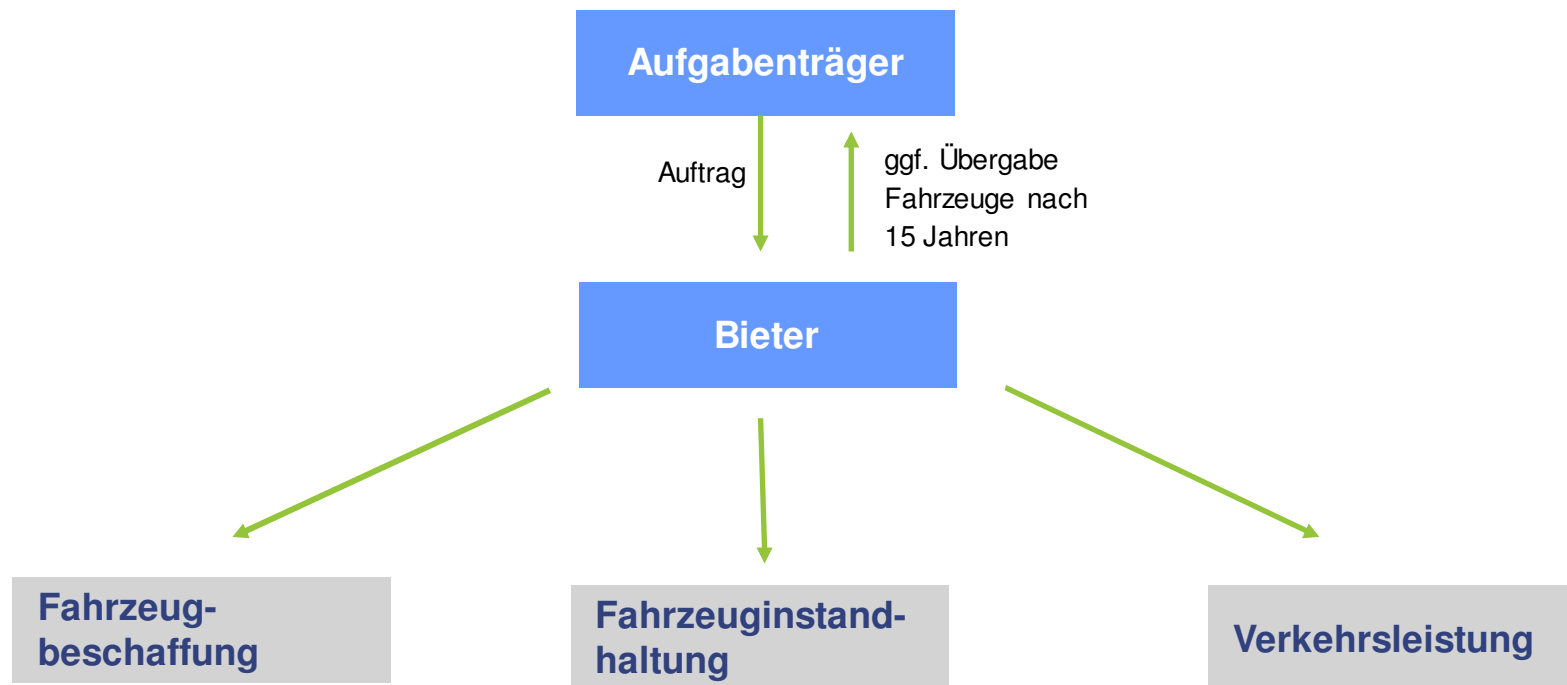 Aufgabenträger
Auftrag
ggf. Übergabe
Fahrzeuge nach
15 Jahren
Bieter
Fahrzeug-
beschaffung
Fahrzeuginstand-
haltung
Verkehrsleistung